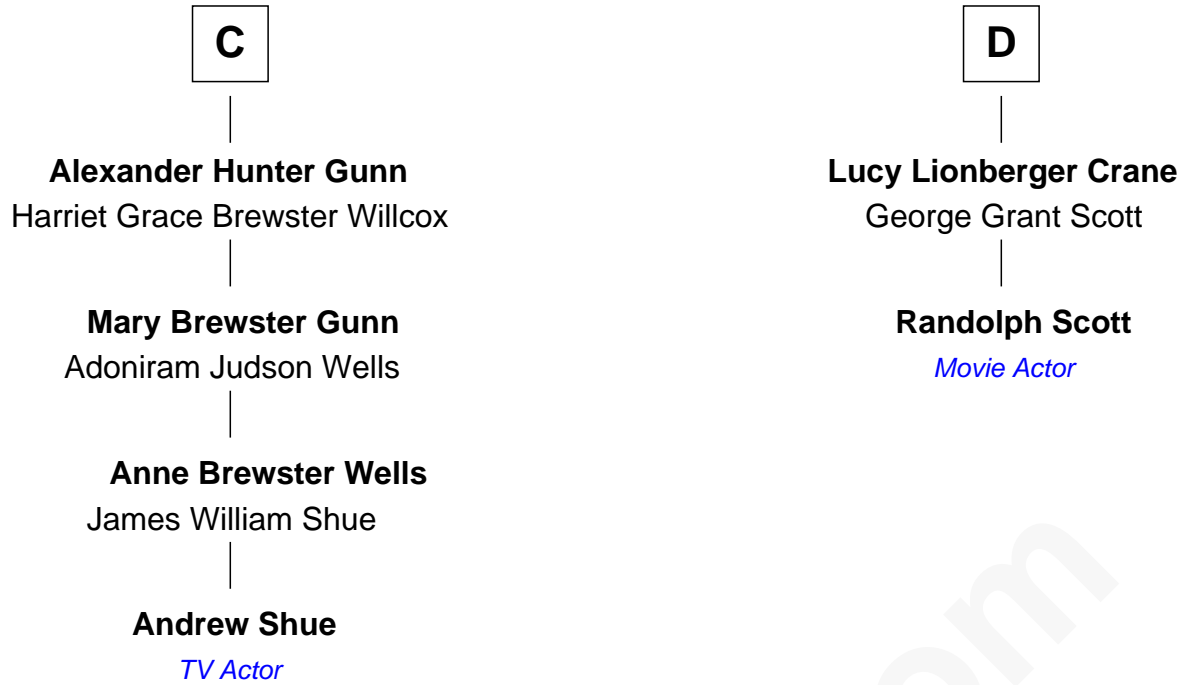 C
Alexander Hunter Gunn
Harriet Grace Brewster Willcox
Mary Brewster Gunn
Adoniram Judson Wells
Anne Brewster Wells
James William Shue
Andrew Shue
TV Actor
D
Lucy Lionberger Crane
George Grant Scott
Randolph Scott
Movie Actor
om